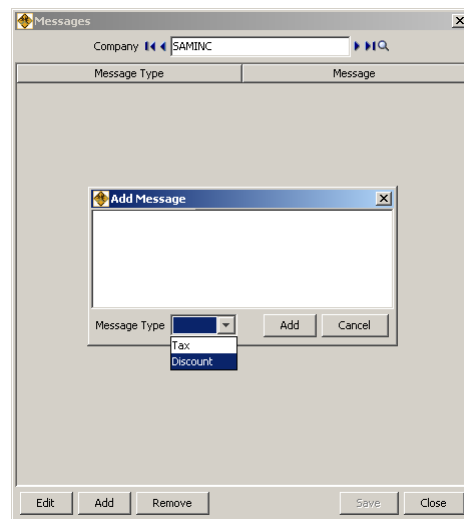 Messages
Company SAMINC
Message Type Message
Add Message
Message Type Add Cancel
Tax
Discount
Edit Add Remove Save Close